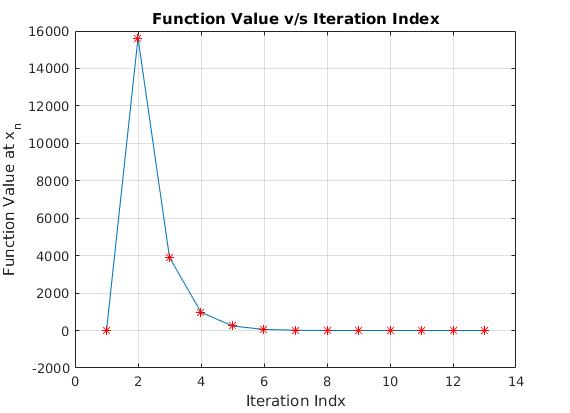 Function Value v/s Iteration Index
Function Value at x_n
16000
14000
12000
10000
8000
6000
4000
2000
0
-2000
0 2 4 6 8 10 12 14
Iteration Indx